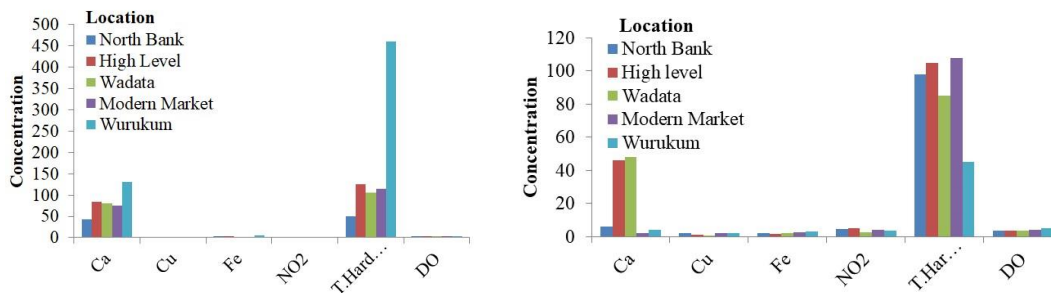 Location
North Bank
High Level
Wadata
Modern Market
Wurukum
Concentration
500
450
400
350
300
250
200
150
100
50
0
Ca
Cu
Fe
NO2
T.Hard…
DO
Location
North Bank
High level
Wadata
Modern Market
Wurukum
Concentration
120
100
80
60
40
20
0
Ca
Cu
Fe
NO2
T.Har…
DO